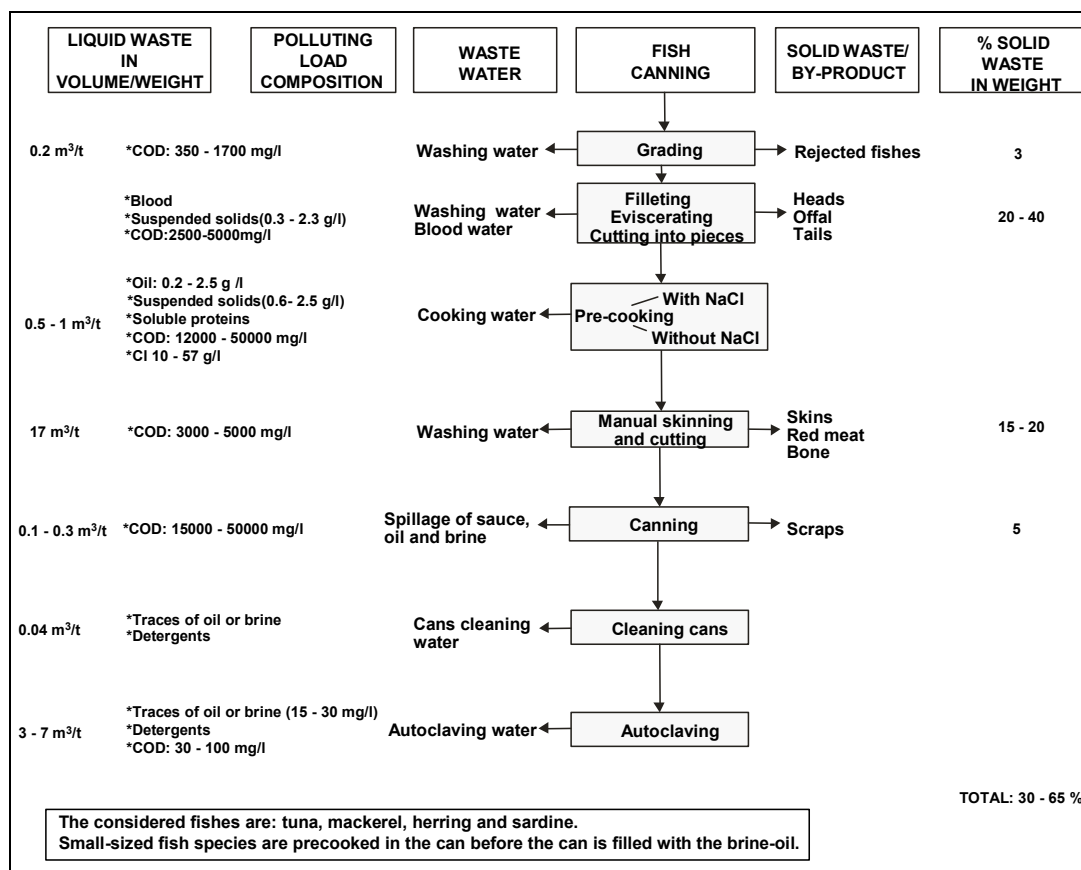 LIQUID WASTE
IN
VOLUME/WEIGHT
POLLUTING
LOAD
COMPOSITION
WASTE
WATER
FISH
CANNING
SOLID WASTE/
BY-PRODUCT
% SOLID
WASTE
IN WEIGHT
0.2 m³/t
*COD: 350 - 1700 mg/l
Washing water
Grading
Rejected fishes
3
*Blood
*Suspended solids(0.3 - 2.3 g/l)
*COD:2500-5000mg/l
Washing water
Blood water
Filleting
Eviscerating
Cutting into pieces
Heads
Offal
Tails
20 - 40
0.5 - 1 m³/t
*Oil: 0.2 - 2.5 g /l
*Suspended solids(0.6- 2.5 g/l)
*Soluble proteins
*COD: 12000 - 50000 mg/l
*Cl 10 - 57 g/l
Cooking water
Pre-cooking
With NaCl
Without NaCl
17 m³/t
*COD: 3000 - 5000 mg/l
Washing water
Manual skinning
and cutting
Skins
Red meat
Bone
15 - 20
0.1 - 0.3 m³/t
*COD: 15000 - 50000 mg/l
Spillage of sauce,
oil and brine
Canning
Scraps
5
0.04 m³/t
*Traces of oil or brine
*Detergents
Cans cleaning
water
Cleaning cans
3 - 7 m³/t
*Traces of oil or brine (15 - 30 mg/l)
*Detergents
*COD: 30 - 100 mg/l
Autoclaving water
Autoclaving
TOTAL: 30 - 65 %
The considered fishes are: tuna, mackerel, herring and sardine.
Small-sized fish species are precooked in the can before the can is filled with the brine-oil.